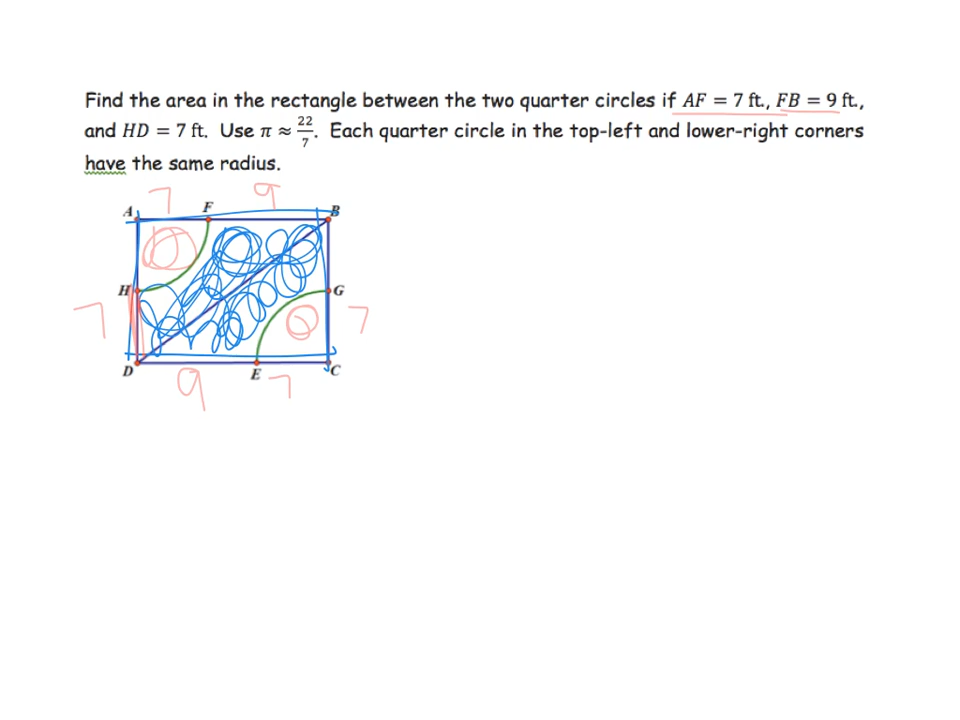 Find the area in the rectangle between the two quarter circles if AF = 7 ft., FB = 9 ft.,
and HD = 7 ft. Use π ≈ 22/7. Each quarter circle in the top-left and lower-right corners
have the same radius.
7 9
A F B
H G
7 7
D E C
9 7